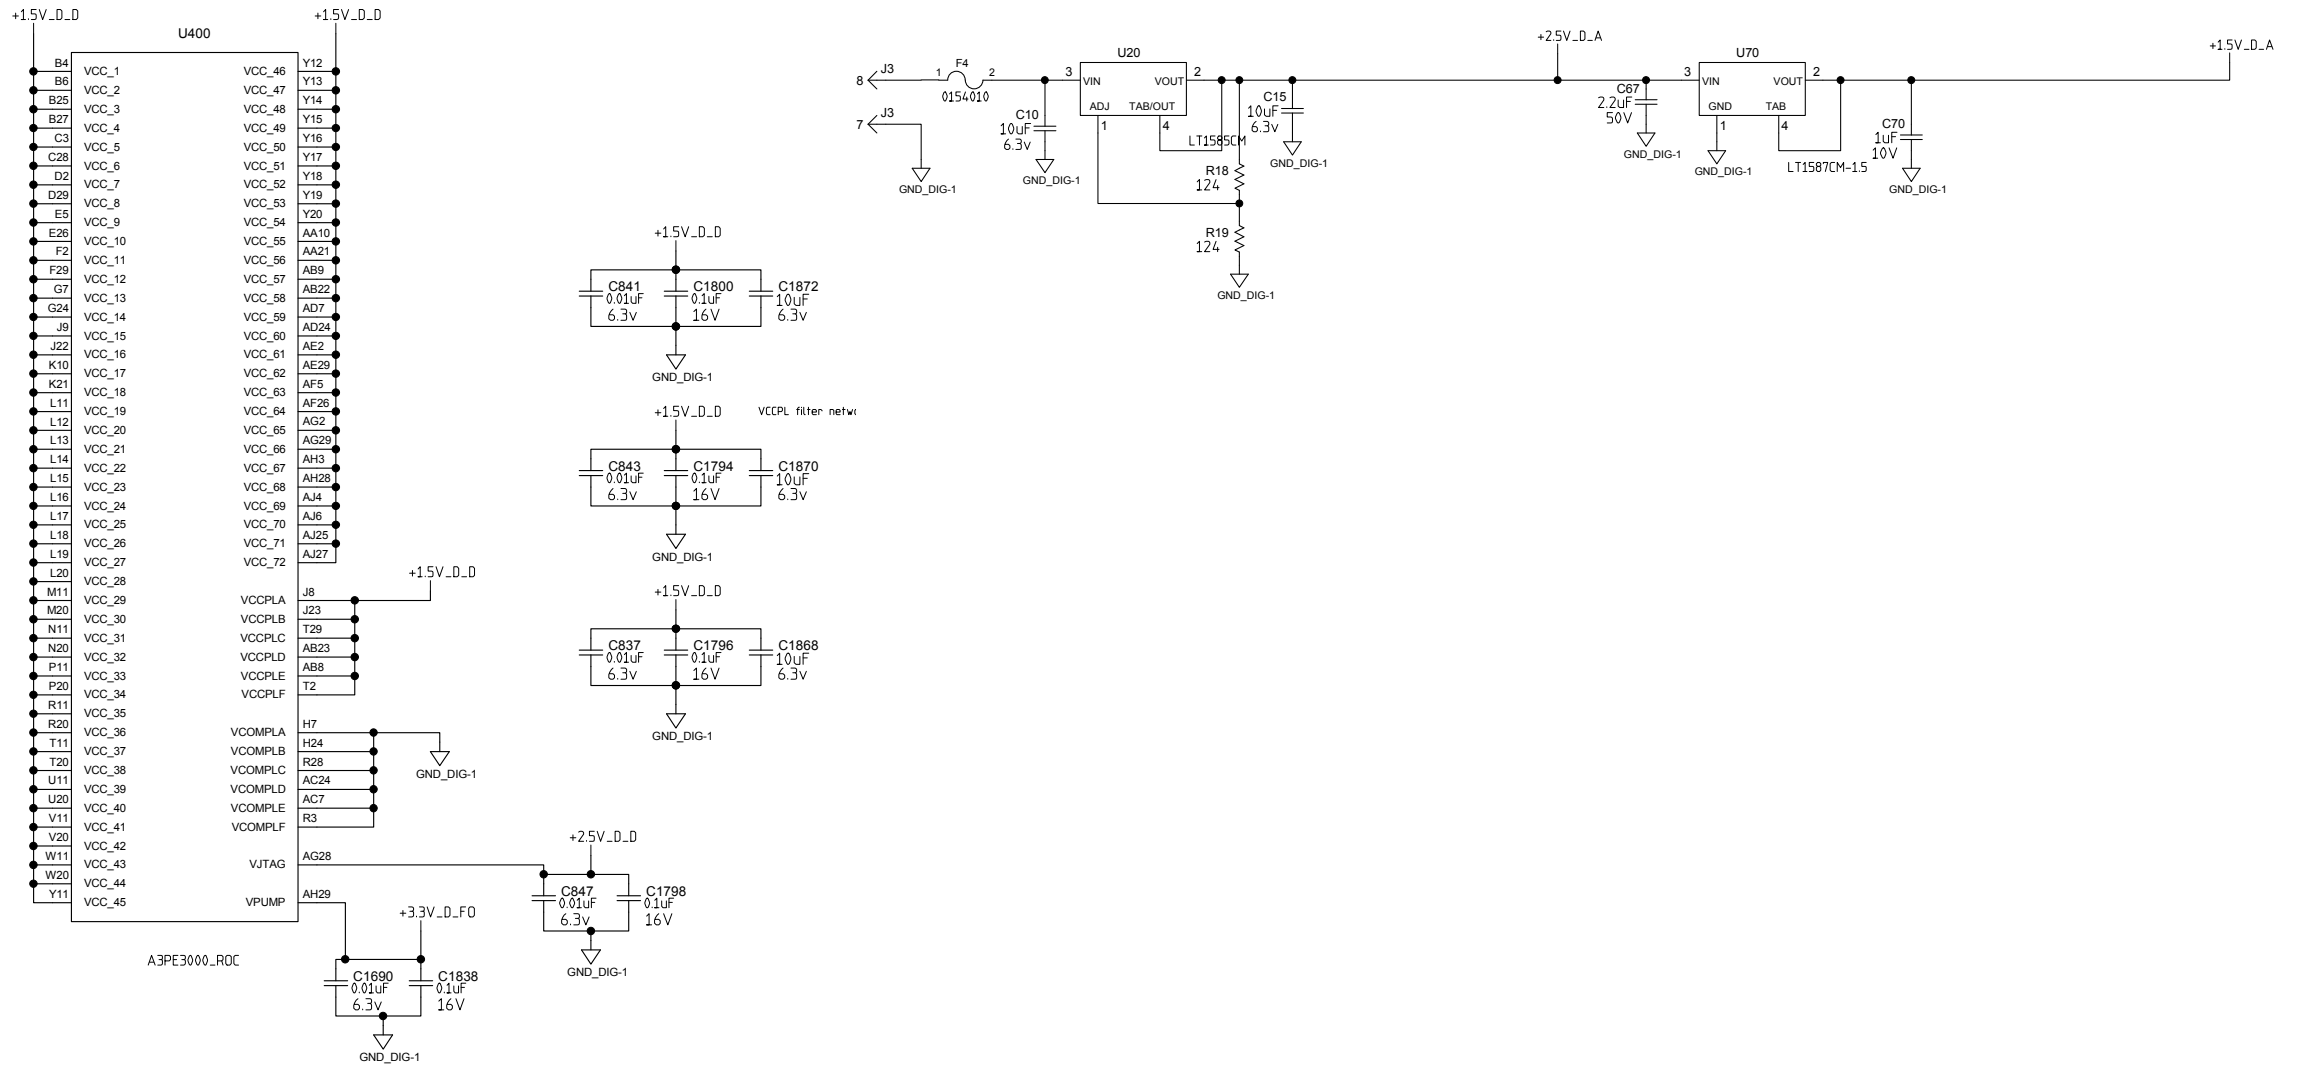 +1.5V_D_D
+1.5V_D_D
U400
B4 VCC_1 VCC_46 Y12
B6 VCC_2 VCC_47 Y13
B25 VCC_3 VCC_48 Y14
B27 VCC_4 VCC_49 Y15
C3 VCC_5 VCC_50 Y16
C28 VCC_6 VCC_51 Y17
D2 VCC_7 VCC_52 Y18
D29 VCC_8 VCC_53 Y19
E5 VCC_9 VCC_54 Y20
E26 VCC_10 VCC_55 AA10
F2 VCC_11 VCC_56 AA21
F29 VCC_12 VCC_57 AB9
G7 VCC_13 VCC_58 AB22
G24 VCC_14 VCC_59 AD7
J9 VCC_15 VCC_60 AD24
J22 VCC_16 VCC_61 AE2
K10 VCC_17 VCC_62 AE29
K21 VCC_18 VCC_63 AF5
L11 VCC_19 VCC_64 AF26
L12 VCC_20 VCC_65 AG2
L13 VCC_21 VCC_66 AG29
L14 VCC_22 VCC_67 AH3
L15 VCC_23 VCC_68 AH28
L16 VCC_24 VCC_69 AJ4
L17 VCC_25 VCC_70 AJ6
L18 VCC_26 VCC_71 AJ25
L19 VCC_27 VCC_72 AJ27
L20 VCC_28
M11 VCC_29 VCCPLA J8
M20 VCC_30 VCCPLB J23
N11 VCC_31 VCCPLC T29
N20 VCC_32 VCCPLD AB23
P11 VCC_33 VCCPLE AB8
P20 VCC_34 VCCPLF T2
R11 VCC_35
R20 VCC_36 VCOMPLA H7
T11 VCC_37 VCOMPLB H24
T20 VCC_38 VCOMPLC R28
U11 VCC_39 VCOMPLD AC24
U20 VCC_40 VCOMPLE AC7
V11 VCC_41 VCOMPLF R3
V20 VCC_42
W11 VCC_43 VJTAG AG28
W20 VCC_44
Y11 VCC_45 VPUMP AH29
A3PE3000_ROC
+1.5V_D_D
GND_DIG-1
+3.3V_D_FO
C1690
0.01uF
6.3v
C1838
0.1uF
16V
GND_DIG-1
+2.5V_D_D
C847
0.01uF
6.3v
C1798
0.1uF
16V
GND_DIG-1
+1.5V_D_D
C841
0.01uF
6.3v
C1800
0.1uF
16V
C1872
10uF
6.3v
GND_DIG-1
+1.5V_D_D
VCCPL filter
C843
0.01uF
6.3v
C1794
0.1uF
16V
C1870
10uF
6.3v
GND_DIG-1
+1.5V_D_D
C837
0.01uF
6.3v
C1796
0.1uF
16V
C1868
10uF
6.3v
GND_DIG-1
8 J3
7 J3
GND_DIG-1
1 F4 2
0154010
C10
10uF
6.3v
GND_DIG-1
U20
3 VIN VOUT 2
ADJ TAB/OUT
1 4
LT1585CM
R18
124
R19
124
GND_DIG-1
C15
10uF
6.3v
GND_DIG-1
+2.5V_D_A
C67
2.2uF
50V
GND_DIG-1
U70
3 VIN VOUT 2
GND TAB
1 4
GND_DIG-1
LT1587CM-1.5
C70
1uF
10V
GND_DIG-1
+1.5V_D_A